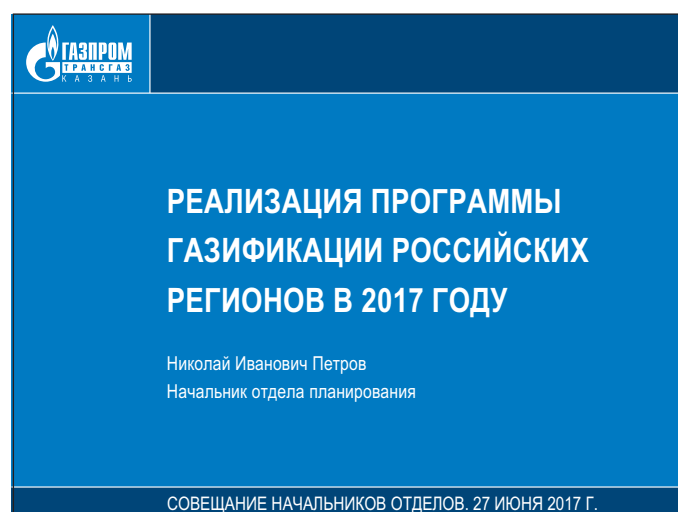 ГАЗПРОМ
ТРАНСГАЗ
КАЗАНЬ
РЕАЛИЗАЦИЯ ПРОГРАММЫ
ГАЗИФИКАЦИИ РОССИЙСКИХ
РЕГИОНОВ В 2017 ГОДУ
Николай Иванович Петров
Начальник отдела планирования
СОВЕЩАНИЕ НАЧАЛЬНИКОВ ОТДЕЛОВ. 27 ИЮНЯ 2017 Г.